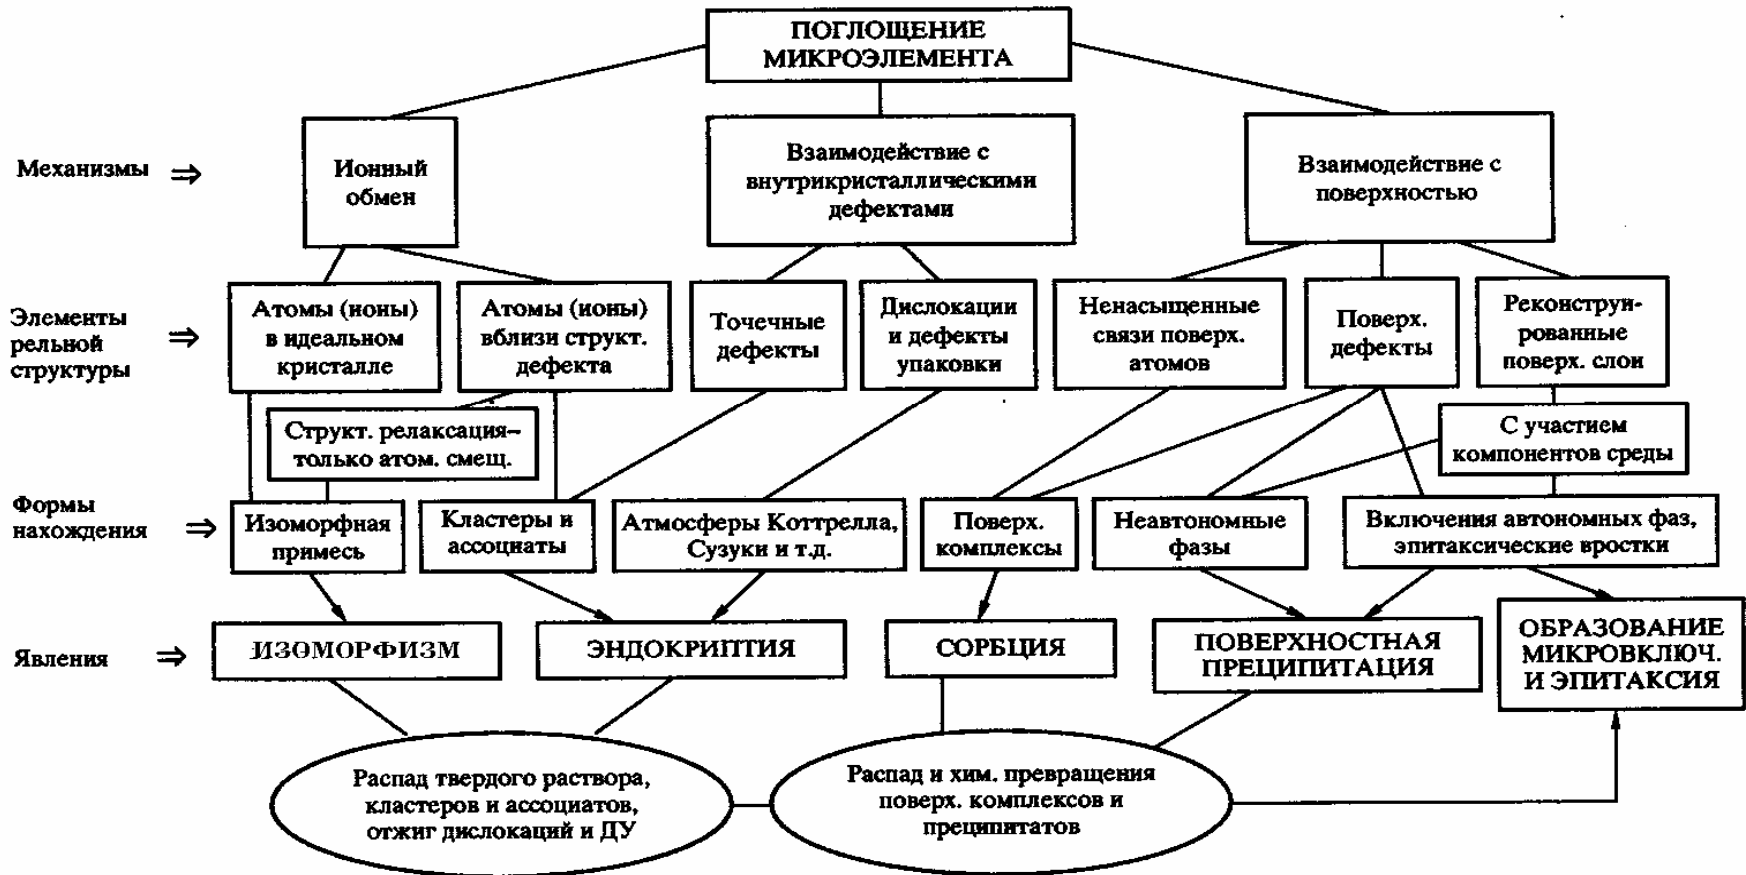 ПОГЛОЩЕНИЕ
МИКРОЭЛЕМЕНТА
Механизмы ⇒
Ионный
обмен
Взаимодействие с
внутрикристаллическими
дефектами
Взаимодействие с
поверхностью
Элементы
рельной
структуры
⇒
Атомы (ионы)
в идеальном
кристалле
Атомы (ионы)
вблизи структ.
дефекта
Точечные
дефекты
Дислокации
и дефекты
упаковки
Ненасыщенные
связи поверх.
атомов
Поверх.
дефекты
Реконструи-
рованные
поверх. слои
Структ. релаксация–
только атом. смещ.
С участием
компонентов среды
Формы
нахождения ⇒
Изоморфная
примесь
Кластеры и
ассоциаты
Атмосферы Коттрелла,
Сузуки и т.д.
Поверх.
комплексы
Неавтономные
фазы
Включения автономных фаз,
эпитаксические вростки
Явления ⇒
ИЗОМОРФИЗМ
ЭНДОКРИПТИЯ
СОРБЦИЯ
ПОВЕРХНОСТНАЯ
ПРЕЦИПИТАЦИЯ
ОБРАЗОВАНИЕ
МИКРОВКЛЮЧ.
И ЭПИТАКСИЯ
Распад твердого раствора,
кластеров и ассоциатов,
отжиг дислокаций и ДУ
Распад и хим. превращения
поверх. комплексов и
преципитатов